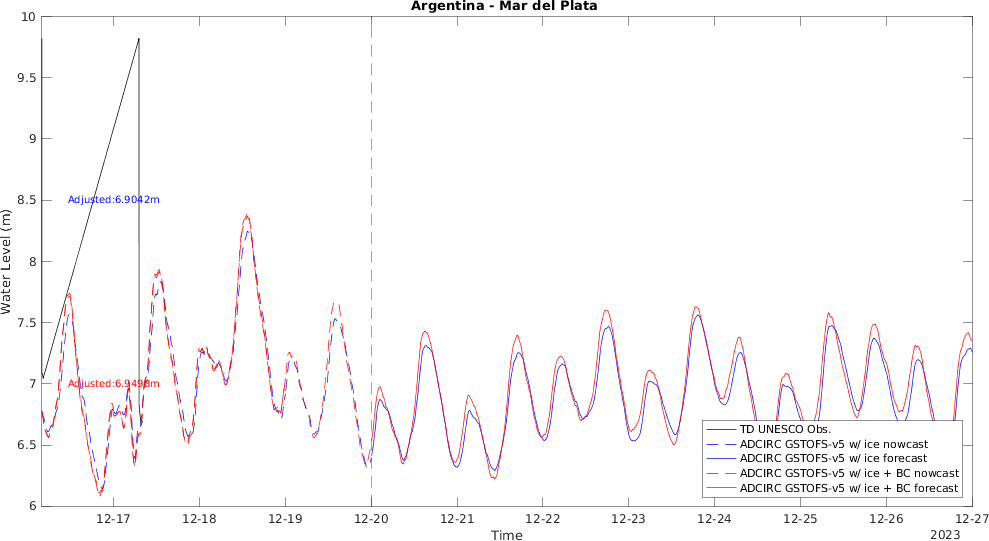 Argentina - Mar del Plata
10
9.5
9
8.5
8
7.5
7
6.5
6
Water Level (m)
Adjusted:6.9042m
Adjusted:6.9498m
TD UNESCO Obs.
ADCIRC GSTOFS-v5 w/ ice nowcast
ADCIRC GSTOFS-v5 w/ ice forecast
ADCIRC GSTOFS-v5 w/ ice + BC nowcast
ADCIRC GSTOFS-v5 w/ ice + BC forecast
12-17 12-18 12-19 12-20 12-21 12-22 12-23 12-24 12-25 12-26 12-27
Time
2023